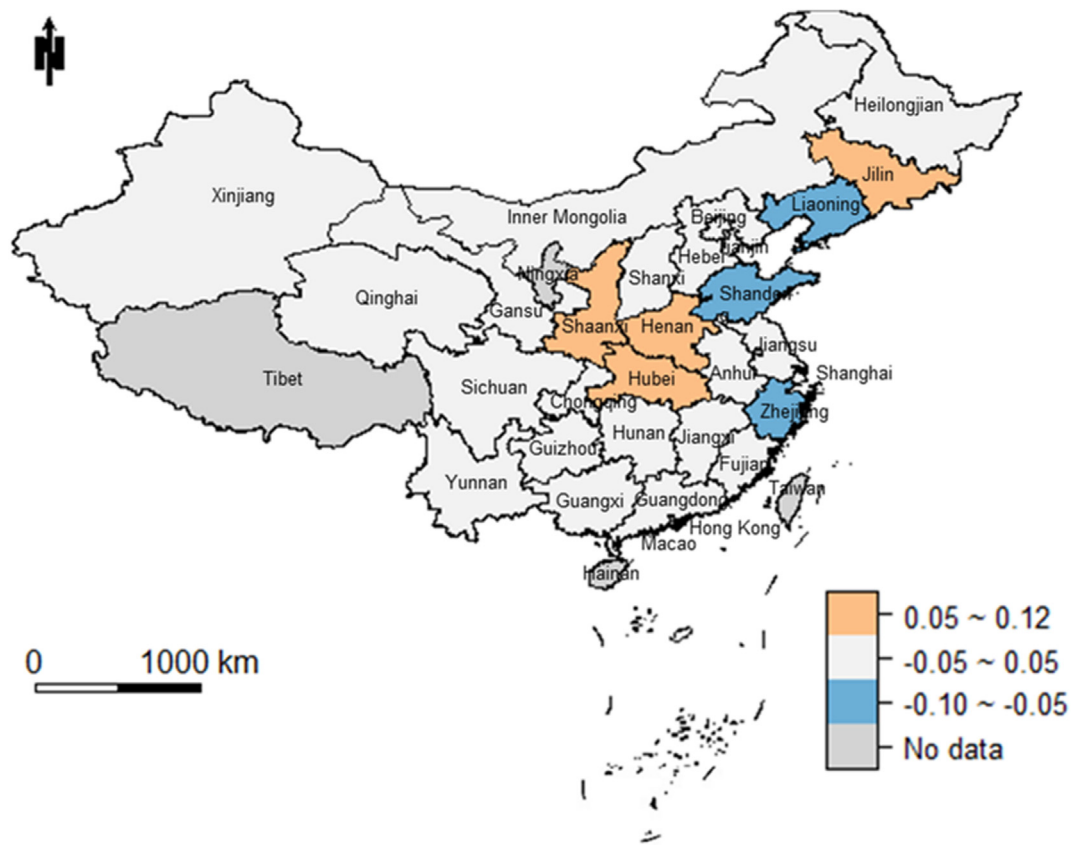 N
Heilongjian
Jilin
Xinjiang
Liaoning
Inner Mongolia
Beijing
Tianjin
Hebei
Ningxia
Shanxi
Qinghai
Shandon
Gansu
Shaanxi
Henan
Jiangsu
Tibet
Hubei
Anhui
Shanghai
Sichuan
Chongqing
Zhejiang
Hunan
Jiangxi
Guizhou
Fujian
Yunnan
Taiwan
Guangxi
Guangdong
Hong Kong
Macao
Hainan
0 1000 km
0.05 ~ 0.12
-0.05 ~ 0.05
-0.10 ~ -0.05
No data